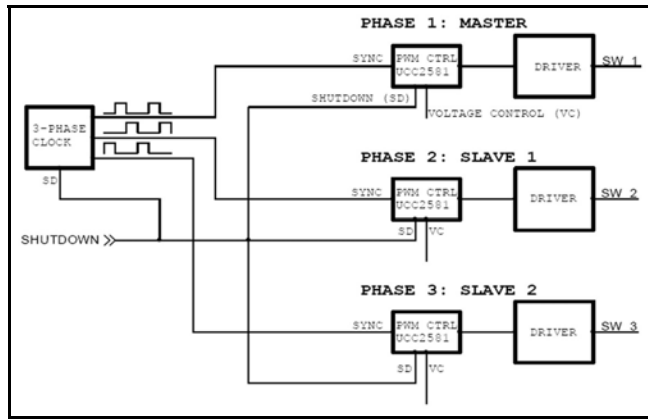 PHASE 1: MASTER
SYNC
PWM CTRL
UCC2581
DRIVER
SW 1
SHUTDOWN (SD)
VOLTAGE CONTROL (VC)
3-PHASE
CLOCK
SD
PHASE 2: SLAVE 1
SYNC
PWM CTRL
UCC2581
DRIVER
SW 2
SD
VC
SHUTDOWN
PHASE 3: SLAVE 2
SYNC
PWM CTRL
UCC2581
DRIVER
SW 3
SD
VC